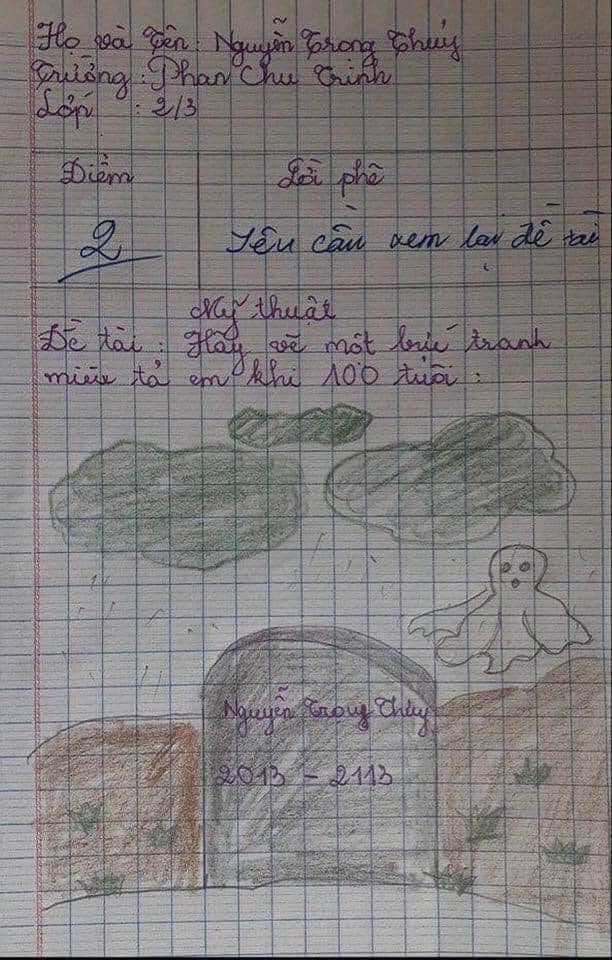 Họ và Tên: Nguyễn Trọng Thủy
Trường: Phan Chu Trinh
Lớp : 2/3
Điểm
Lời phê
2
Yêu cầu xem lại đề tài
Mỹ thuật
Đề tài: Hãy vẽ một bức tranh
miêu tả em khi 100 tuổi:
Nguyễn Trọng Thủy
2013 - 2113